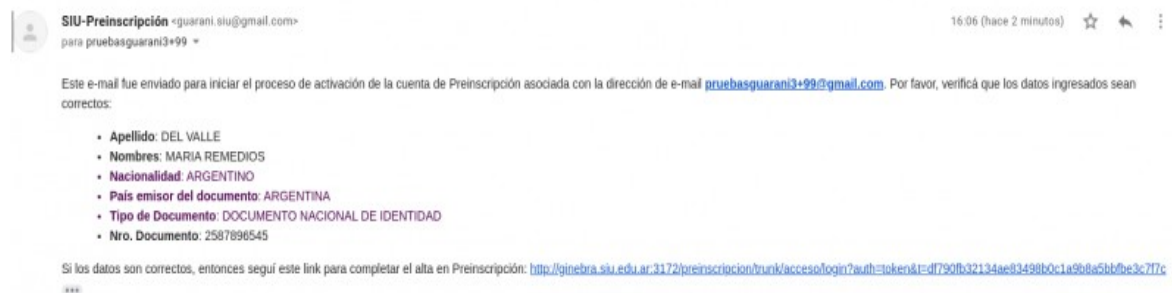 SIU-Preinscripción <guarani.siu@gmail.com>
16:06 (hace 2 minutos)
para pruebasguarani3+99
Este e-mail fue enviado para iniciar el proceso de activación de la cuenta de Preinscripción asociada con la dirección de e-mail pruebasguarani3+99@gmail.com. Por favor, verificá que los datos ingresados sean
correctos:
• Apellido: DEL VALLE
• Nombres: MARIA REMEDIOS
• Nacionalidad: ARGENTINO
• País emisor del documento: ARGENTINA
• Tipo de Documento: DOCUMENTO NACIONAL DE IDENTIDAD
• Nro. Documento: 2587896545
Si los datos son correctos, entonces seguí este link para completar el alta en Preinscripción: http://ginebra.siu.edu.ar:3172/preinscripcion/trunk/acceso/login?auth=token&t=df790fb32134ae83498b0c1a9b8a5bbfbe3c7f7c